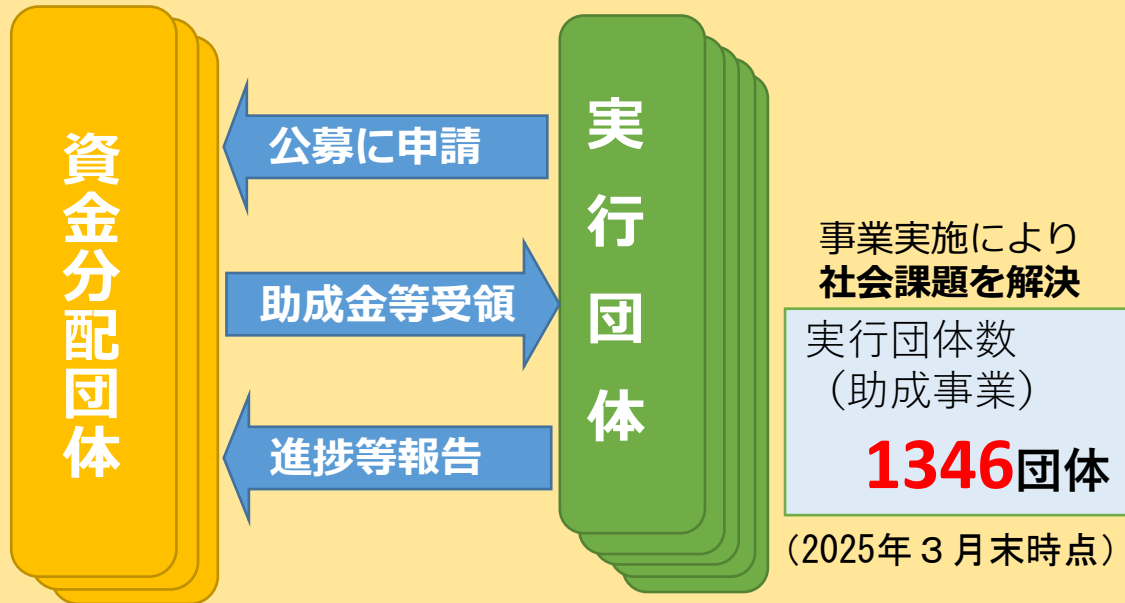 資金分配団体
公募に申請
助成金等受領
進捗等報告
実行団体
事業実施により
社会課題を解決
実行団体数
（助成事業）
1346団体
（2025年３月末時点）